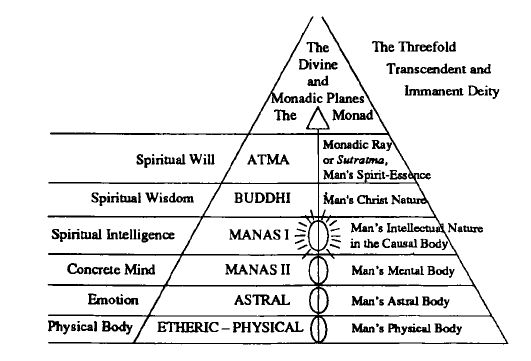 The
Divine
and
Monadic Planes
The Monad
The Threefold
Transcendent and
Immanent Deity
Spiritual Will ATMA Monadic Ray
or Sutratma,
Man's Spirit-Essence
Spiritual Wisdom BUDDHI Man's Christ Nature
Spiritual Intelligence MANAS I Man's Intellectual Nature
in the Causal Body
Concrete Mind MANAS II Man's Mental Body
Emotion ASTRAL Man's Astral Body
Physical Body ETHERIC – PHYSICAL Man's Physical Body